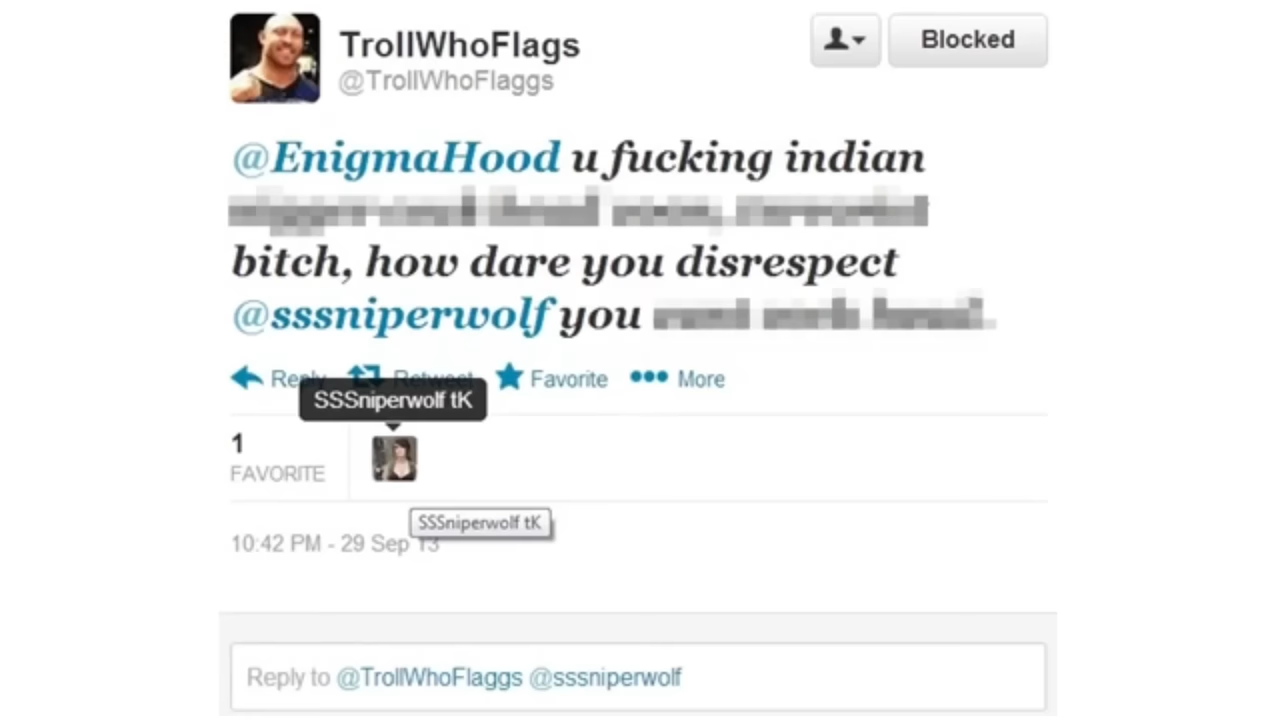 TrollWhoFlags
@TrollWhoFlaggs
Blocked
@EnigmaHood u fucking indian
bitch, how dare you disrespect
@sssniperwolf you
Reply Retweet Favorite More
SSSniperwolf tK
1
FAVORITE
SSSniperwolf tK
10:42 PM - 29 Sep 13
Reply to @TrollWhoFlaggs @sssniperwolf